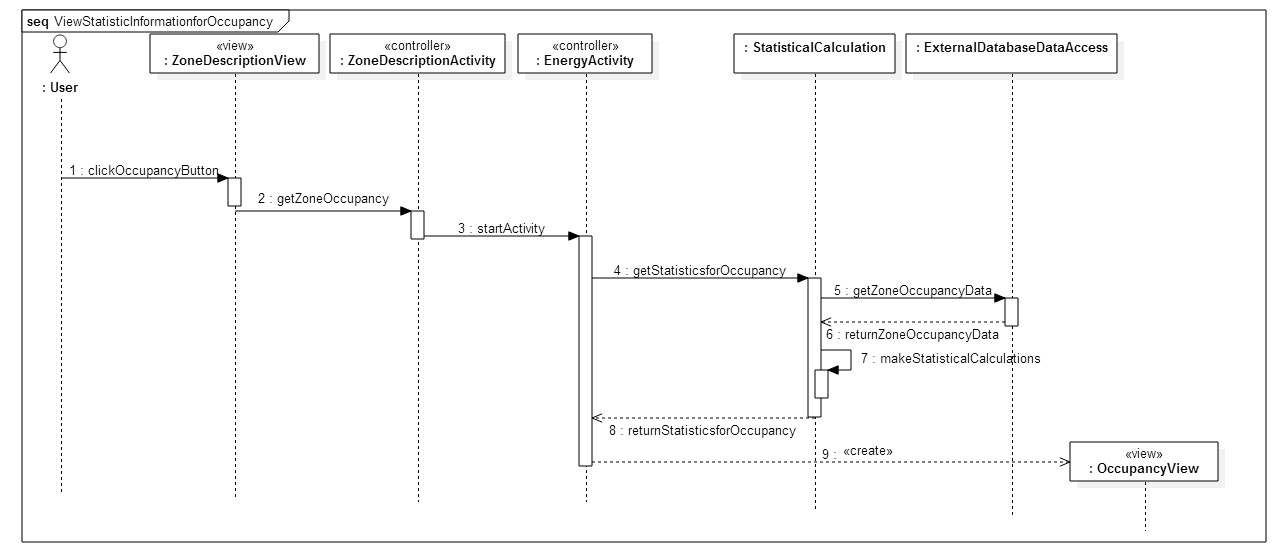 seq ViewStatisticInformationforOccupancy
: User
«view»
: ZoneDescriptionView
«controller»
: ZoneDescriptionActivity
«controller»
: EnergyActivity
: StatisticalCalculation
: ExternalDatabaseDataAccess
1 : clickOccupancyButton
2 : getZoneOccupancy
3 : startActivity
4 : getStatisticsforOccupancy
5 : getZoneOccupancyData
6 : returnZoneOccupancyData
7 : makeStatisticalCalculations
8 : returnStatisticsforOccupancy
9 : «create»
«view»
: OccupancyView